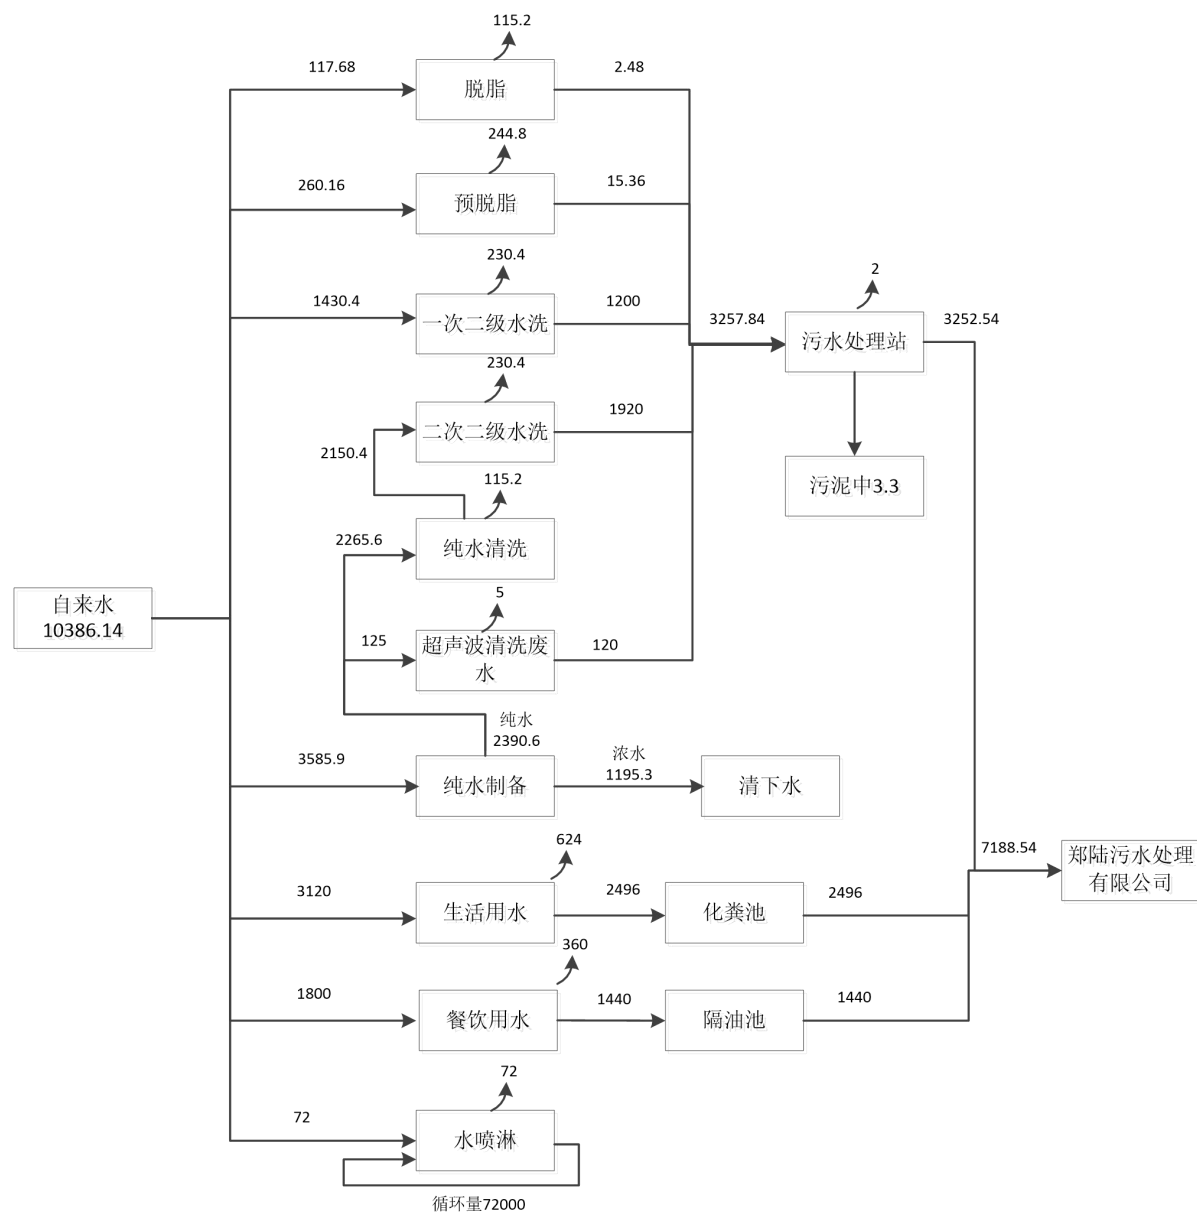 115.2
117.68
脱脂
2.48
244.8
260.16
预脱脂
15.36
230.4
1430.4
一次二级水洗
1200
3257.84
2
污水处理站
3252.54
230.4
二次二级水洗
1920
2150.4
污泥中3.3
115.2
2265.6
纯水清洗
自来水
10386.14
5
125
超声波清洗废
水
120
纯水
2390.6
3585.9
纯水制备
浓水
1195.3
清下水
624
3120
生活用水
2496
化粪池
2496
7188.54
郑陆污水处理
有限公司
360
1800
餐饮用水
1440
隔油池
1440
72
72
水喷淋
循环量72000